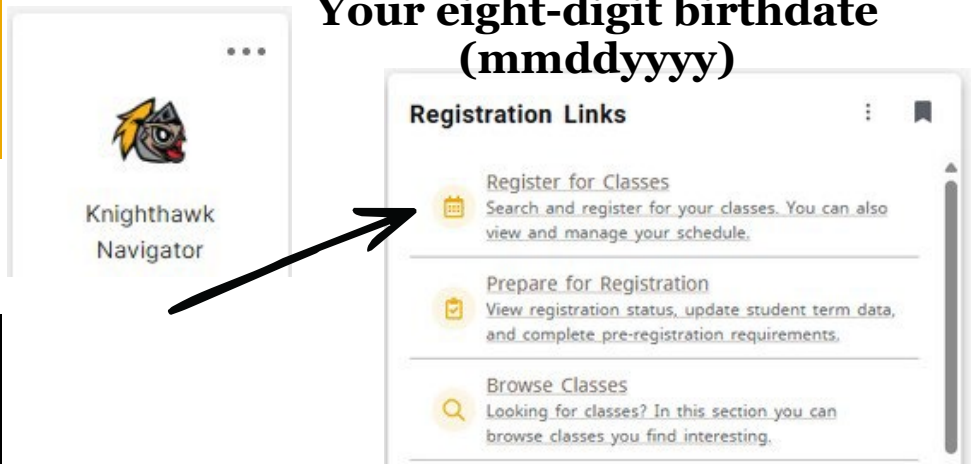 Your eight-digit birthdate
(mmddyyyy)
Knighthawk
Navigator
Registration Links
Register for Classes
Search and register for your classes. You can also
view and manage your schedule.
Prepare for Registration
View registration status, update student term data,
and complete pre-registration requirements.
Browse Classes
Looking for classes? In this section you can
browse classes you find interesting.